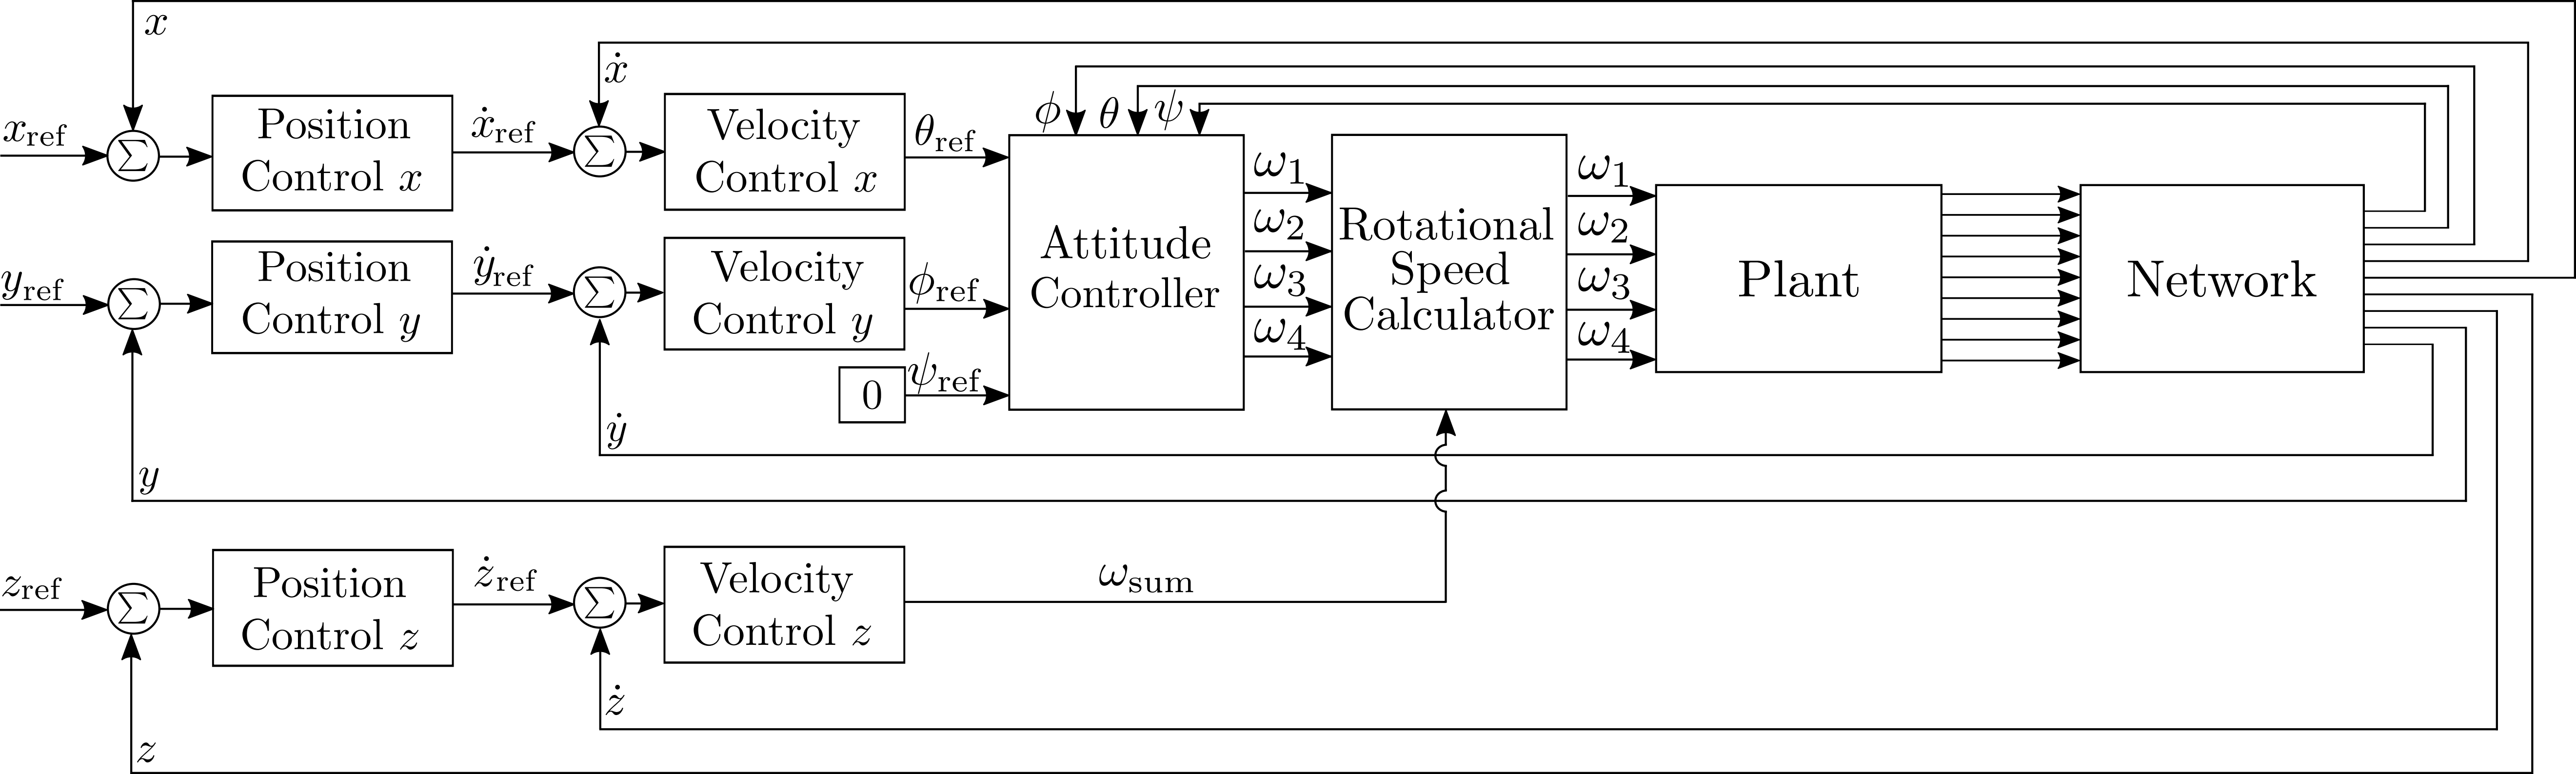 x
ẋ
ϕ θ ψ
x_ref
Σ
Position
Control x
ẋ_ref
Σ
Velocity
Control x
θ_ref
y_ref
Σ
Position
Control y
ẏ_ref
Σ
Velocity
Control y
ϕ_ref
0
ψ_ref
Attitude
Controller
ω1
ω2
ω3
ω4
Rotational
Speed
Calculator
ω1
ω2
ω3
ω4
Plant
Network
ẏ
y
z_ref
Σ
Position
Control z
ż_ref
Σ
Velocity
Control z
ω_sum
ż
z